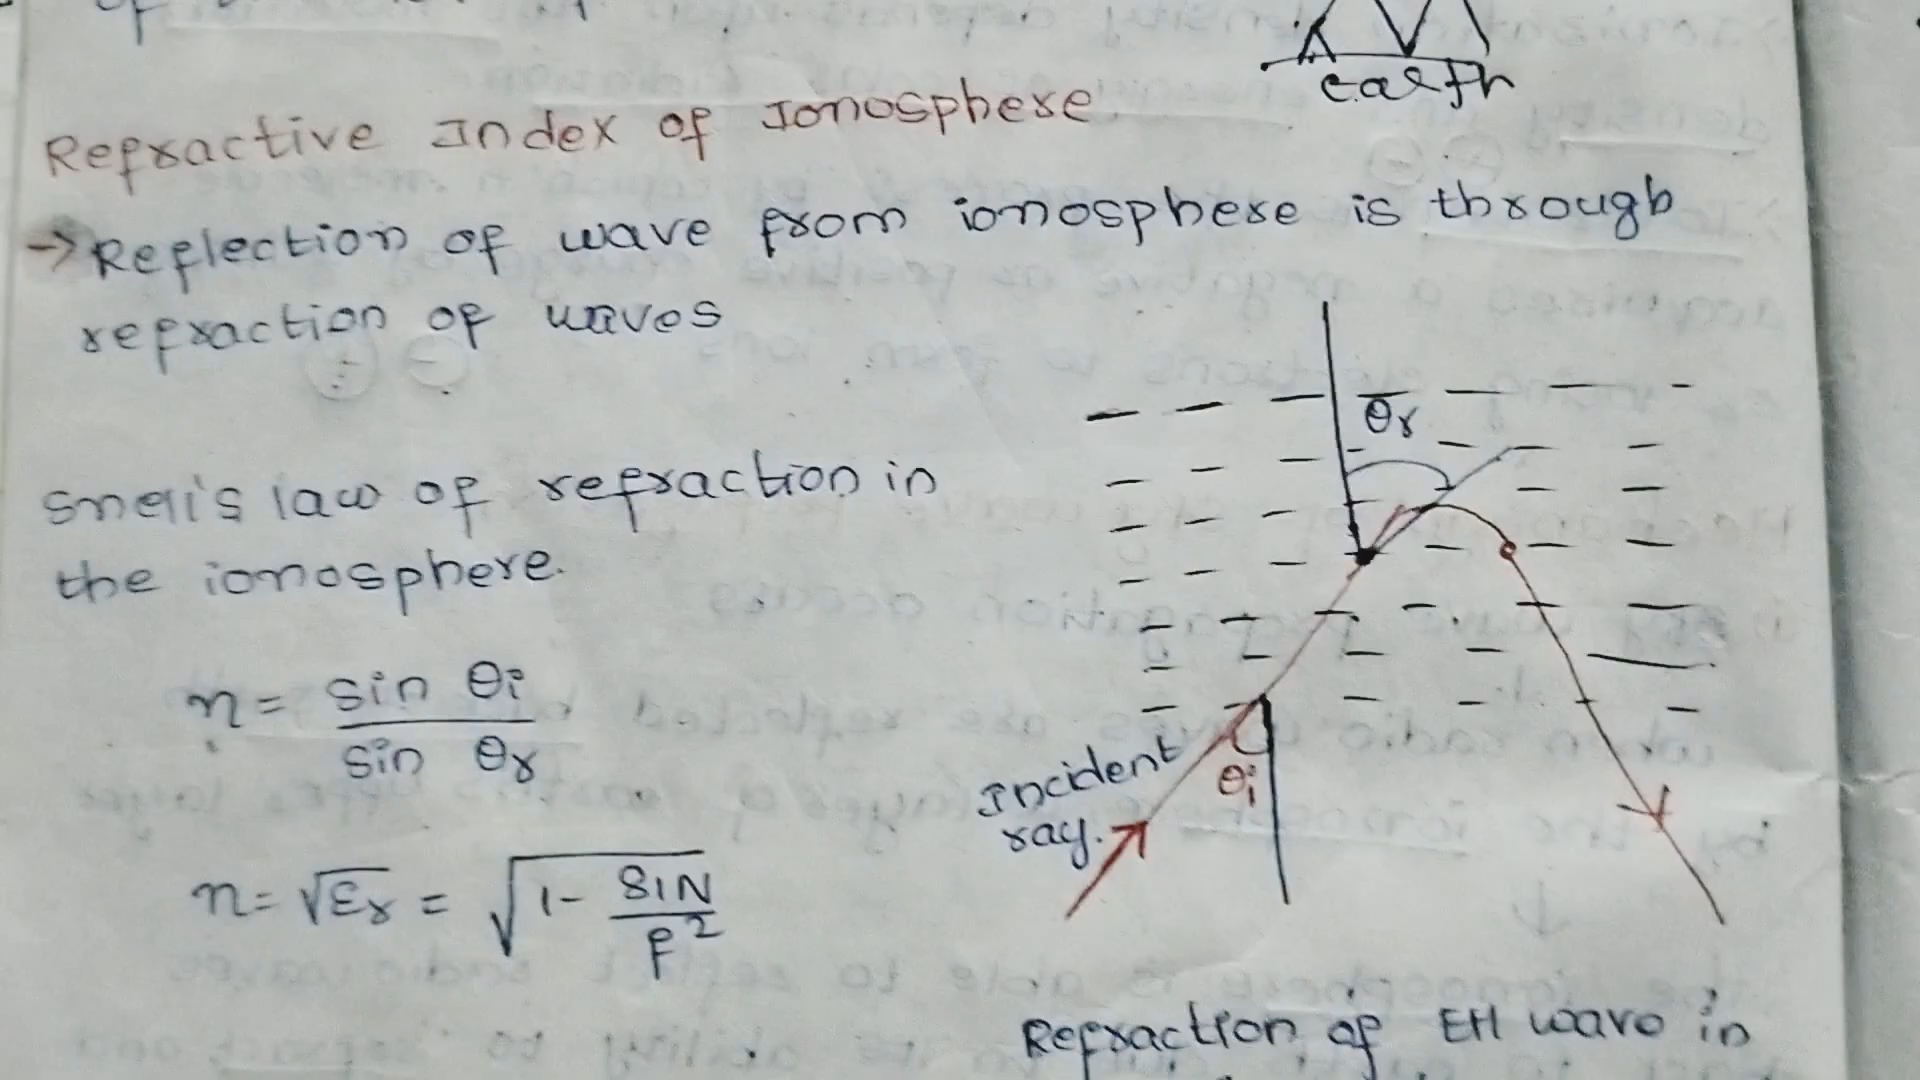 earth
Refractive Index of Ionosphere
→ Reflection of wave from ionosphere is through
refraction of waves
θr
Snell's law of refraction in
the ionosphere.
n = sin θi / sin θr
Incident
ray.
θi
n = √εr = √(1 - 81N / f²)
Refraction of EM wave in